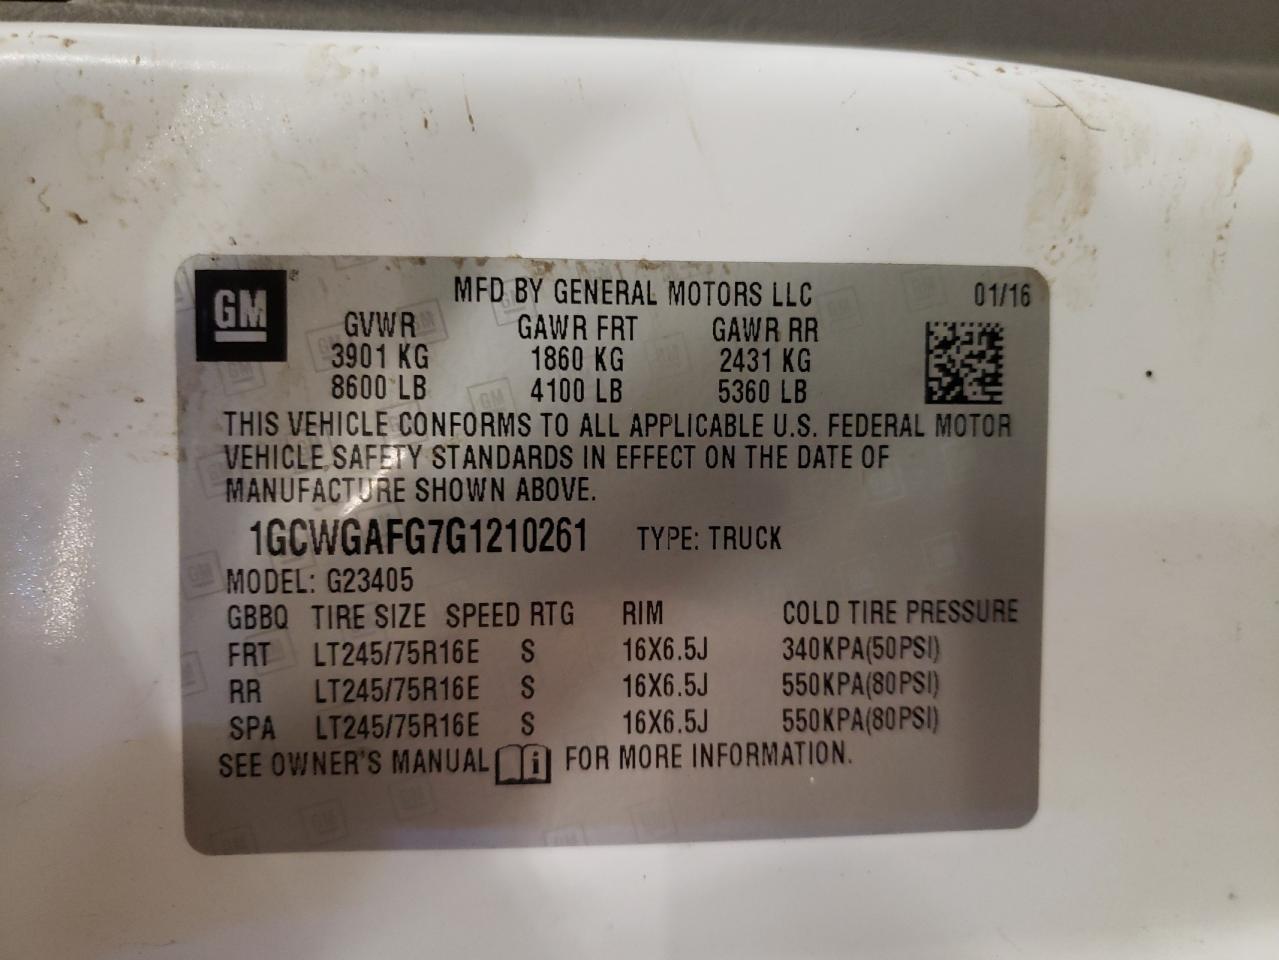 GM
MFD BY GENERAL MOTORS LLC 01/16
GVWR GAWR FRT GAWR RR
3901 KG 1860 KG 2431 KG
8600 LB 4100 LB 5360 LB
THIS VEHICLE CONFORMS TO ALL APPLICABLE U.S. FEDERAL MOTOR
VEHICLE SAFETY STANDARDS IN EFFECT ON THE DATE OF
MANUFACTURE SHOWN ABOVE.
1GCWGAFG7G1210261 TYPE: TRUCK
MODEL: G23405
GBBQ TIRE SIZE SPEED RTG RIM COLD TIRE PRESSURE
FRT LT245/75R16E S 16X6.5J 340KPA(50PSI)
RR LT245/75R16E S 16X6.5J 550KPA(80PSI)
SPA LT245/75R16E S 16X6.5J 550KPA(80PSI)
SEE OWNER'S MANUAL i FOR MORE INFORMATION.